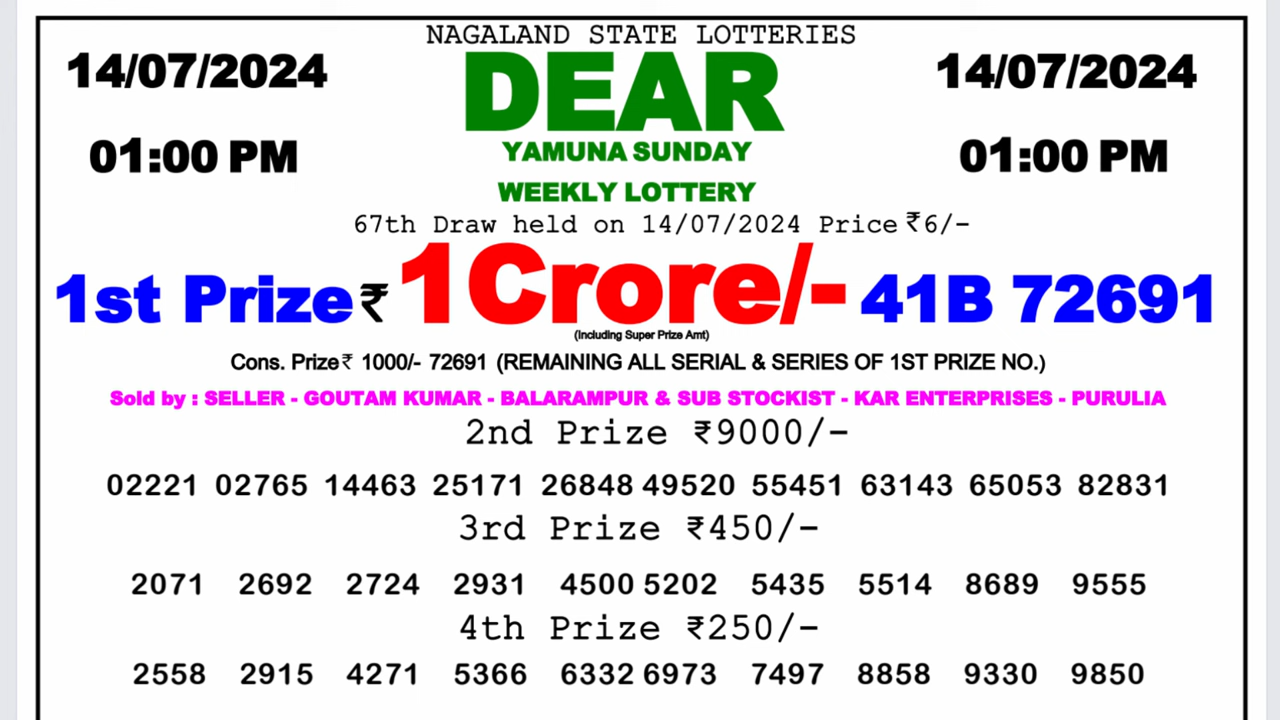 NAGALAND STATE LOTTERIES
14/07/2024 DEAR 14/07/2024
01:00 PM YAMUNA SUNDAY 01:00 PM
WEEKLY LOTTERY
67th Draw held on 14/07/2024 Price ₹6/-
1st Prize ₹ 1Crore/- 41B 72691
(Including Super Prize Amt)
Cons. Prize ₹ 1000/- 72691 (REMAINING ALL SERIAL & SERIES OF 1ST PRIZE NO.)
Sold by : SELLER - GOUTAM KUMAR - BALARAMPUR & SUB STOCKIST - KAR ENTERPRISES - PURULIA
2nd Prize ₹9000/-
02221 02765 14463 25171 26848 49520 55451 63143 65053 82831
3rd Prize ₹450/-
2071 2692 2724 2931 4500 5202 5435 5514 8689 9555
4th Prize ₹250/-
2558 2915 4271 5366 6332 6973 7497 8858 9330 9850